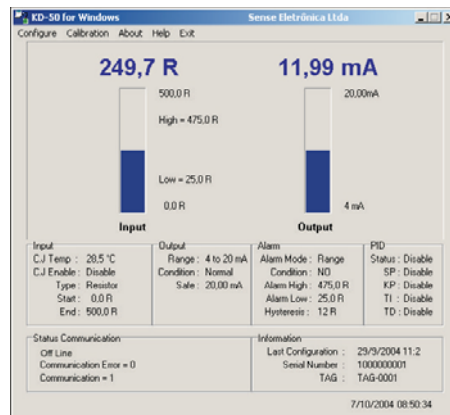 KD-50 for Windows Sense Eletrônica Ltda
Configure Calibration About Help Exit
249,7 R 11,99 mA
500,0 R 20,00mA
High = 475,0 R
Low = 25,0 R
0,0 R 4 mA
Input Output
Input
C.J Temp : 28,5 °C
C.J Enable : Disable
Type : Resistor
Start : 0,0 R
End : 500,0 R
Output
Range : 4 to 20 mA
Condition : Normal
Safe : 20,00 mA
Alarm
Alarm Mode : Range
Condition : NO
Alarm High : 475,0 R
Alarm Low : 25,0 R
Hysteresis : 12 R
PID
Status : Disable
SP : Disable
KP : Disable
TI : Disable
TD : Disable
Status Communication
Off Line
Communication Error = 0
Communication = 1
Information
Last Configuration : 29/9/2004 11:2
Serial Number : 1000000001
TAG : TAG-0001
7/10/2004 08:50:34